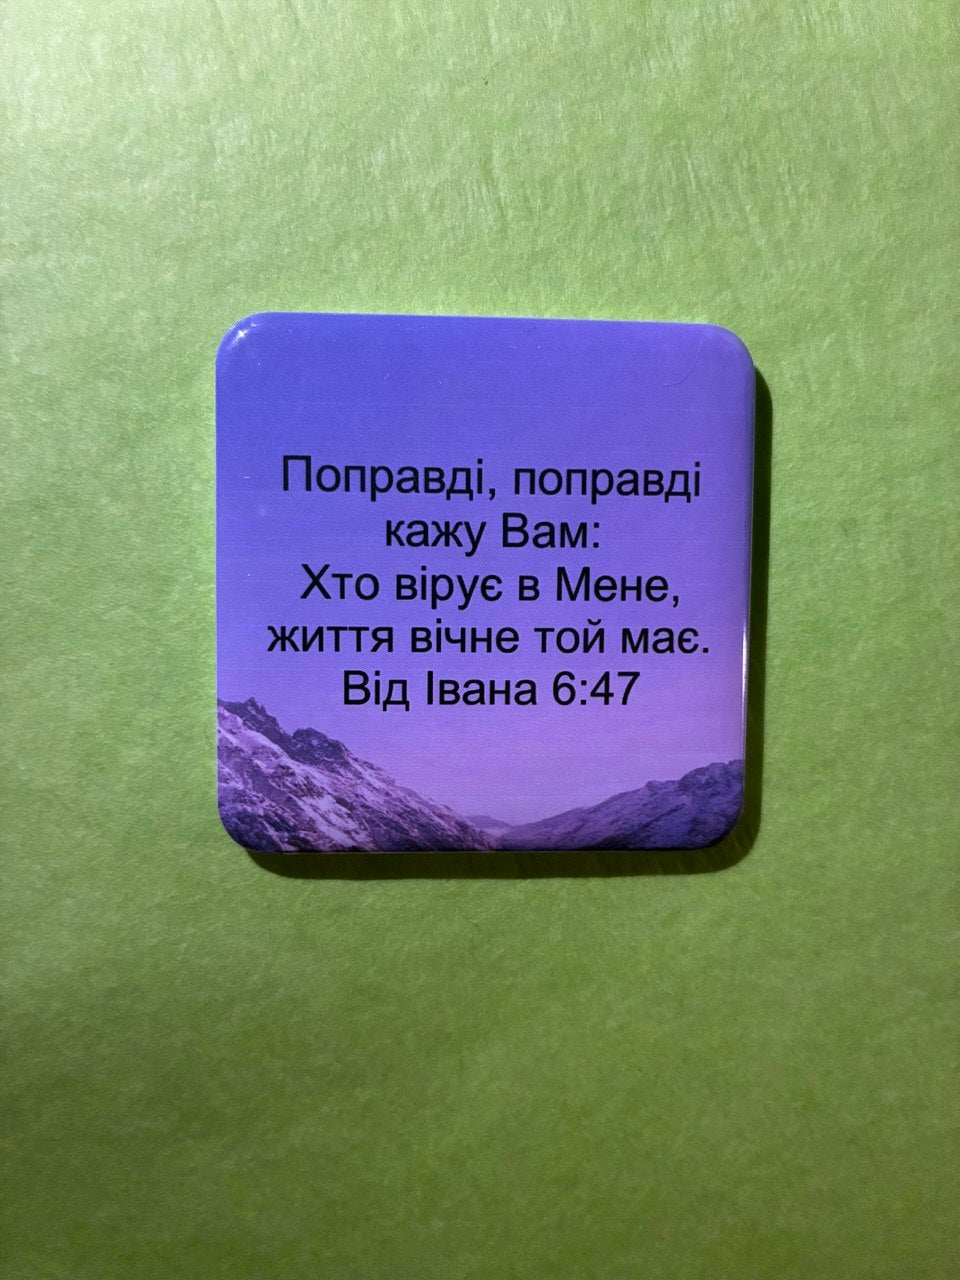 Поправді, поправді
кажу Вам:
Хто вірує в Мене,
життя вічне той має.
Від Івана 6:47